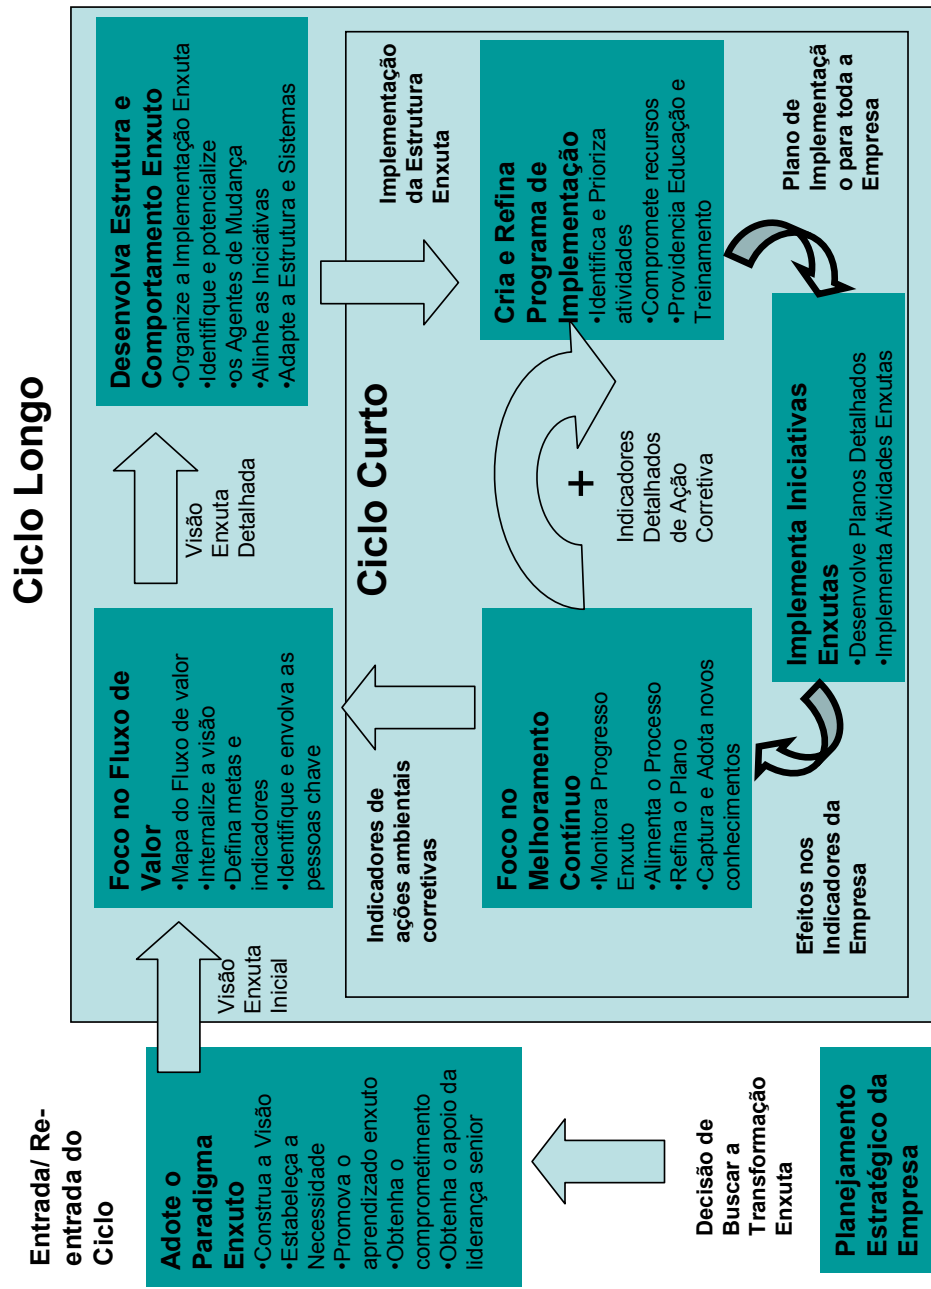 Ciclo Longo
Entrada/ Re-
entrada do
Ciclo
Adote o
Paradigma
Enxuto
•Construa a Visão
•Estabeleça a
Necessidade
•Promova o
aprendizado enxuto
•Obtenha o
comprometimento
•Obtenha o apoio da
liderança senior
Decisão de
Buscar a
Transformação
Enxuta
Planejamento
Estratégico da
Empresa
Visão
Enxuta
Inicial
Foco no Fluxo de
Valor
•Mapa do Fluxo de valor
•Internalize a visão
•Defina metas e
indicadores
•Identifique e envolva as
pessoas chave
Visão
Enxuta
Detalhada
Desenvolva Estrutura e
Comportamento Enxuto
•Organize a Implementação Enxuta
•Identifique e potencialize
•os Agentes de Mudança
•Alinhe as Iniciativas
•Adapte a Estrutura e Sistemas
Ciclo Curto
Indicadores de
ações ambientais
corretivas
Implementação
da Estrutura
Enxuta
Foco no
Melhoramento
Contínuo
•Monitora Progresso
Enxuto
•Alimenta o Processo
•Refina o Plano
•Captura e Adota novos
conhecimentos
+
Indicadores
Detalhados
de Ação
Corretiva
Cria e Refina
Programa de
Implementação
•Identifica e Prioriza
atividades
•Compromete recursos
•Providencia Educação e
Treinamento
Efeitos nos
Indicadores da
Empresa
Implementa Iniciativas
Enxutas
•Desenvolve Planos Detalhados
•Implementa Atividades Enxutas
Plano de
Implementaçã
o para toda a
Empresa